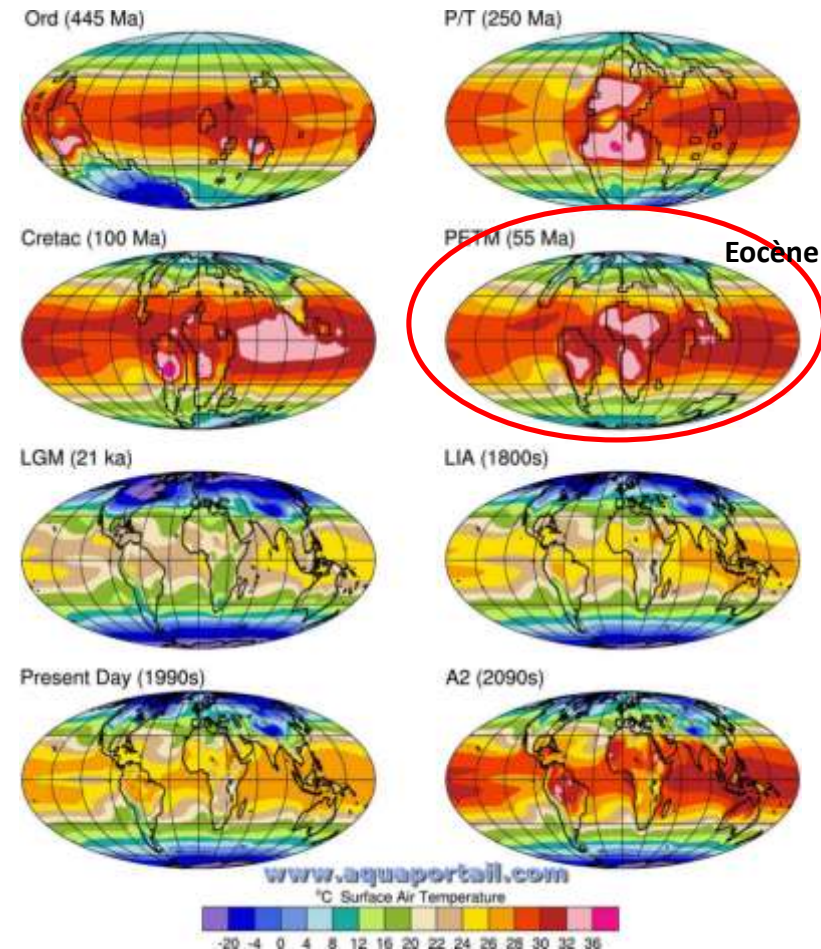 Ord (445 Ma)
P/T (250 Ma)
Cretac (100 Ma)
PETM (55 Ma)
Eocène
LGM (21 ka)
LIA (1800s)
Present Day (1990s)
A2 (2090s)
www.aquaportail.com
°C Surface Air Temperature
-20 -4 0 4 8 12 16 20 22 24 26 28 30 32 36